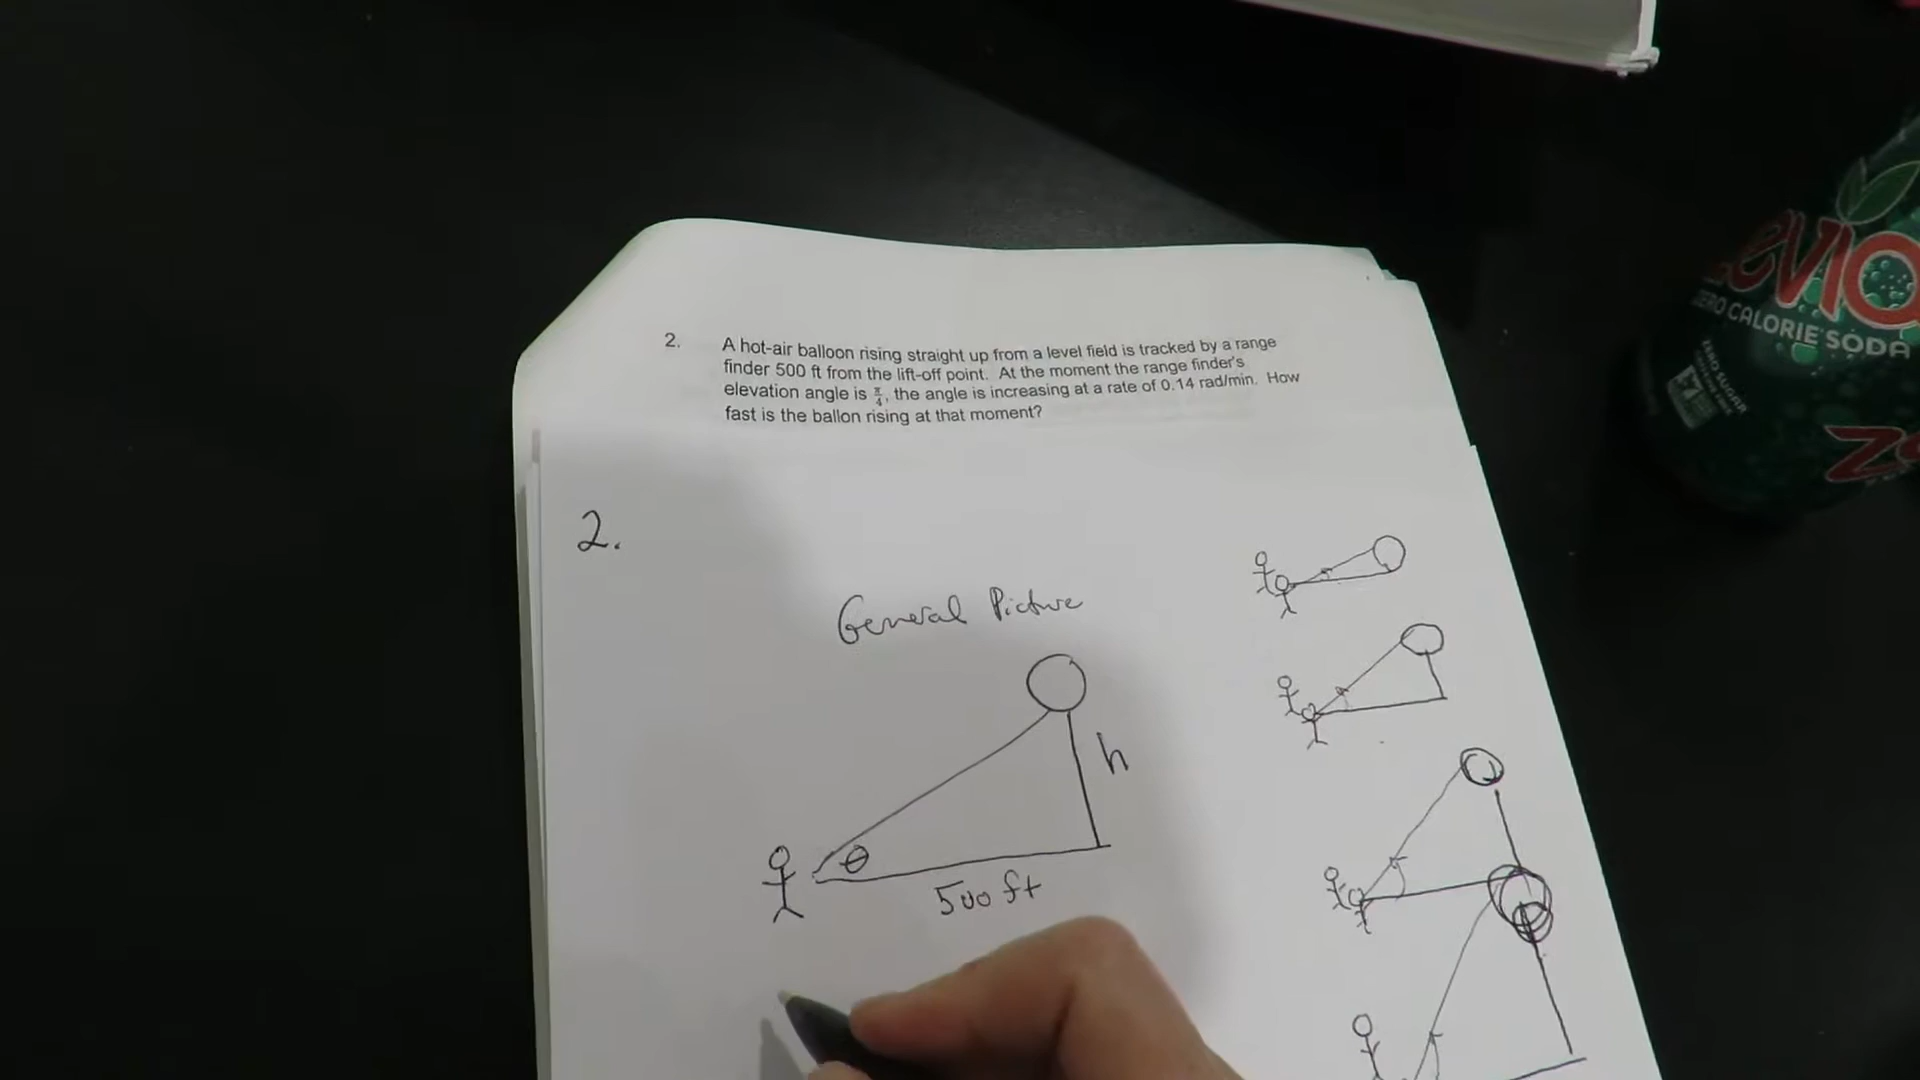 2. A hot-air balloon rising straight up from a level field is tracked by a range
finder 500 ft from the lift-off point. At the moment the range finder's
elevation angle is π/4, the angle is increasing at a rate of 0.14 rad/min. How
fast is the ballon rising at that moment?
2.
General Picture
h
θ
500 ft
evia
ZERO CALORIE SODA
ZERO SUGAR